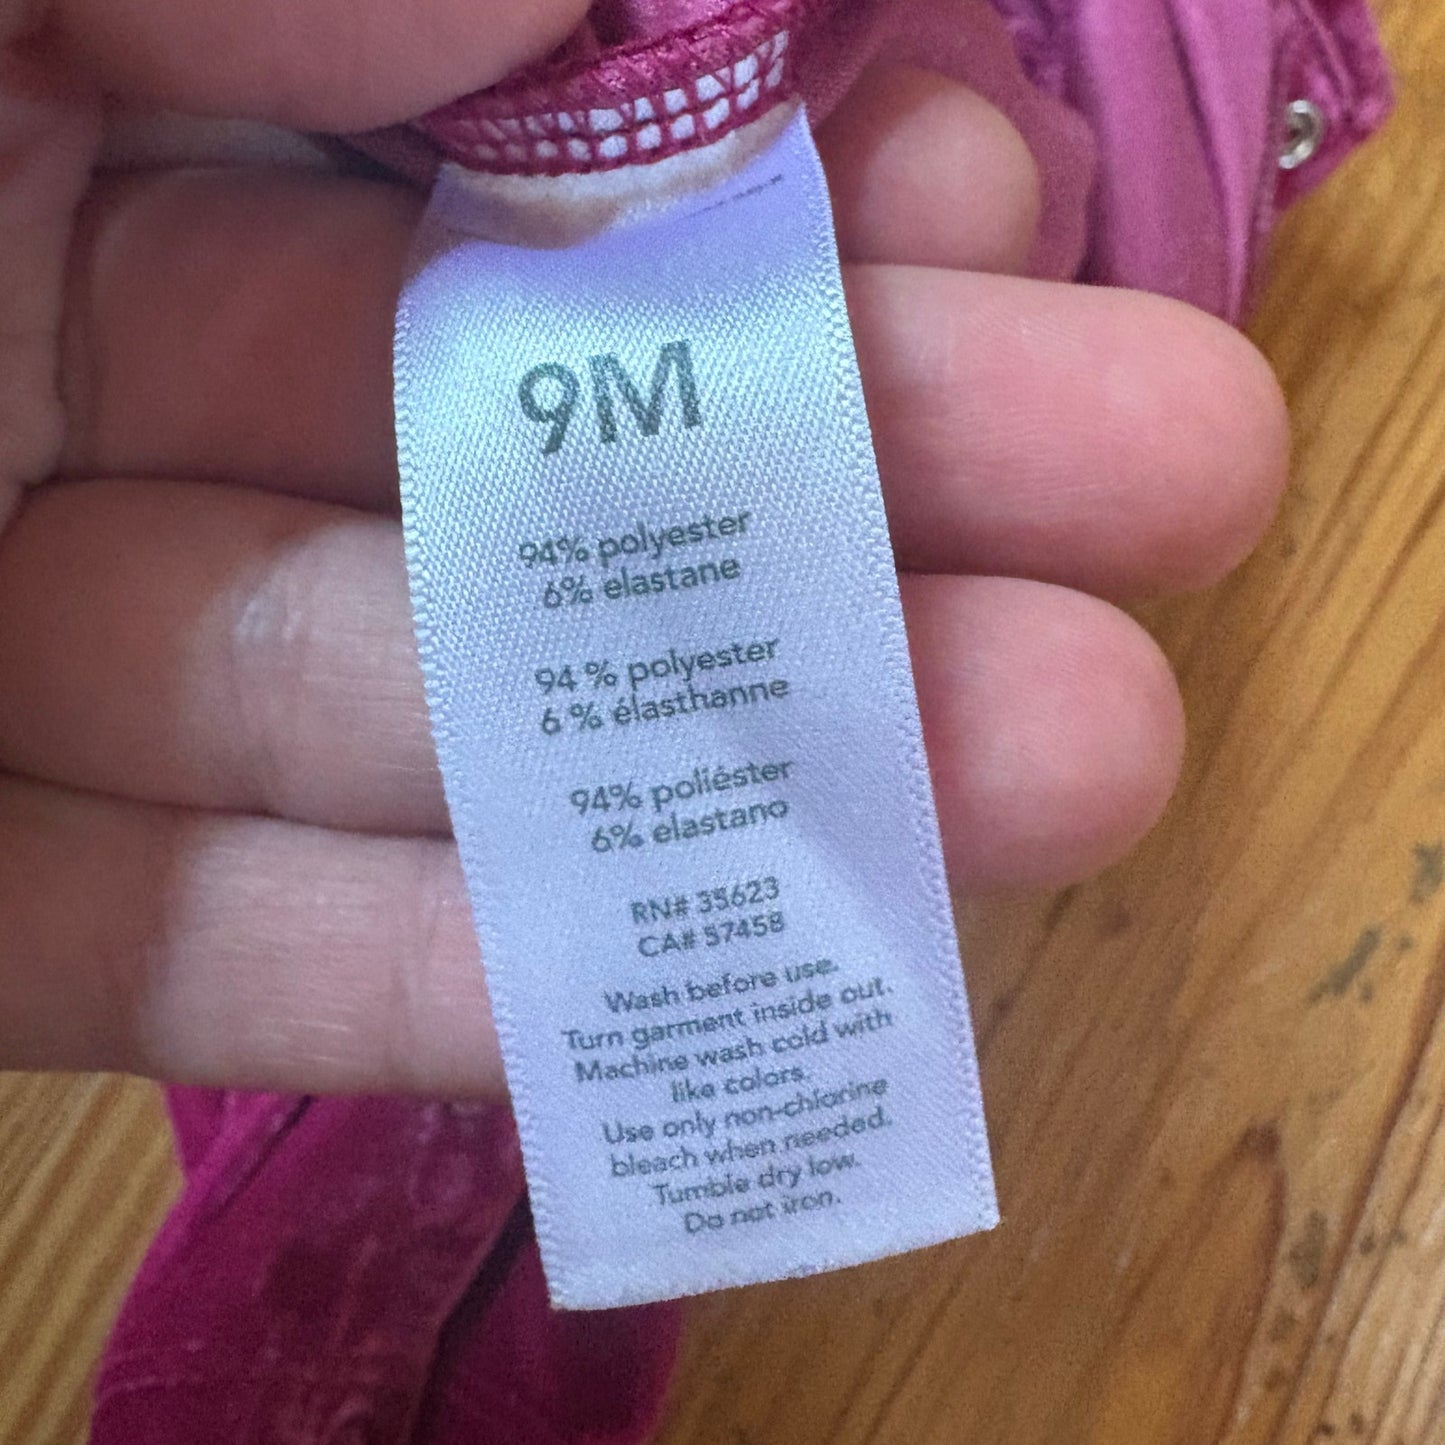 9M
94% polyester
6% elastane
94 % polyester
6 % élasthanne
94% poliéster
6% elastano
RN# 35623
CA# 57458
Wash before use.
Turn garment inside out.
Machine wash cold with
like colors.
Use only non-chlorine
bleach when needed.
Tumble dry low.
Do not iron.